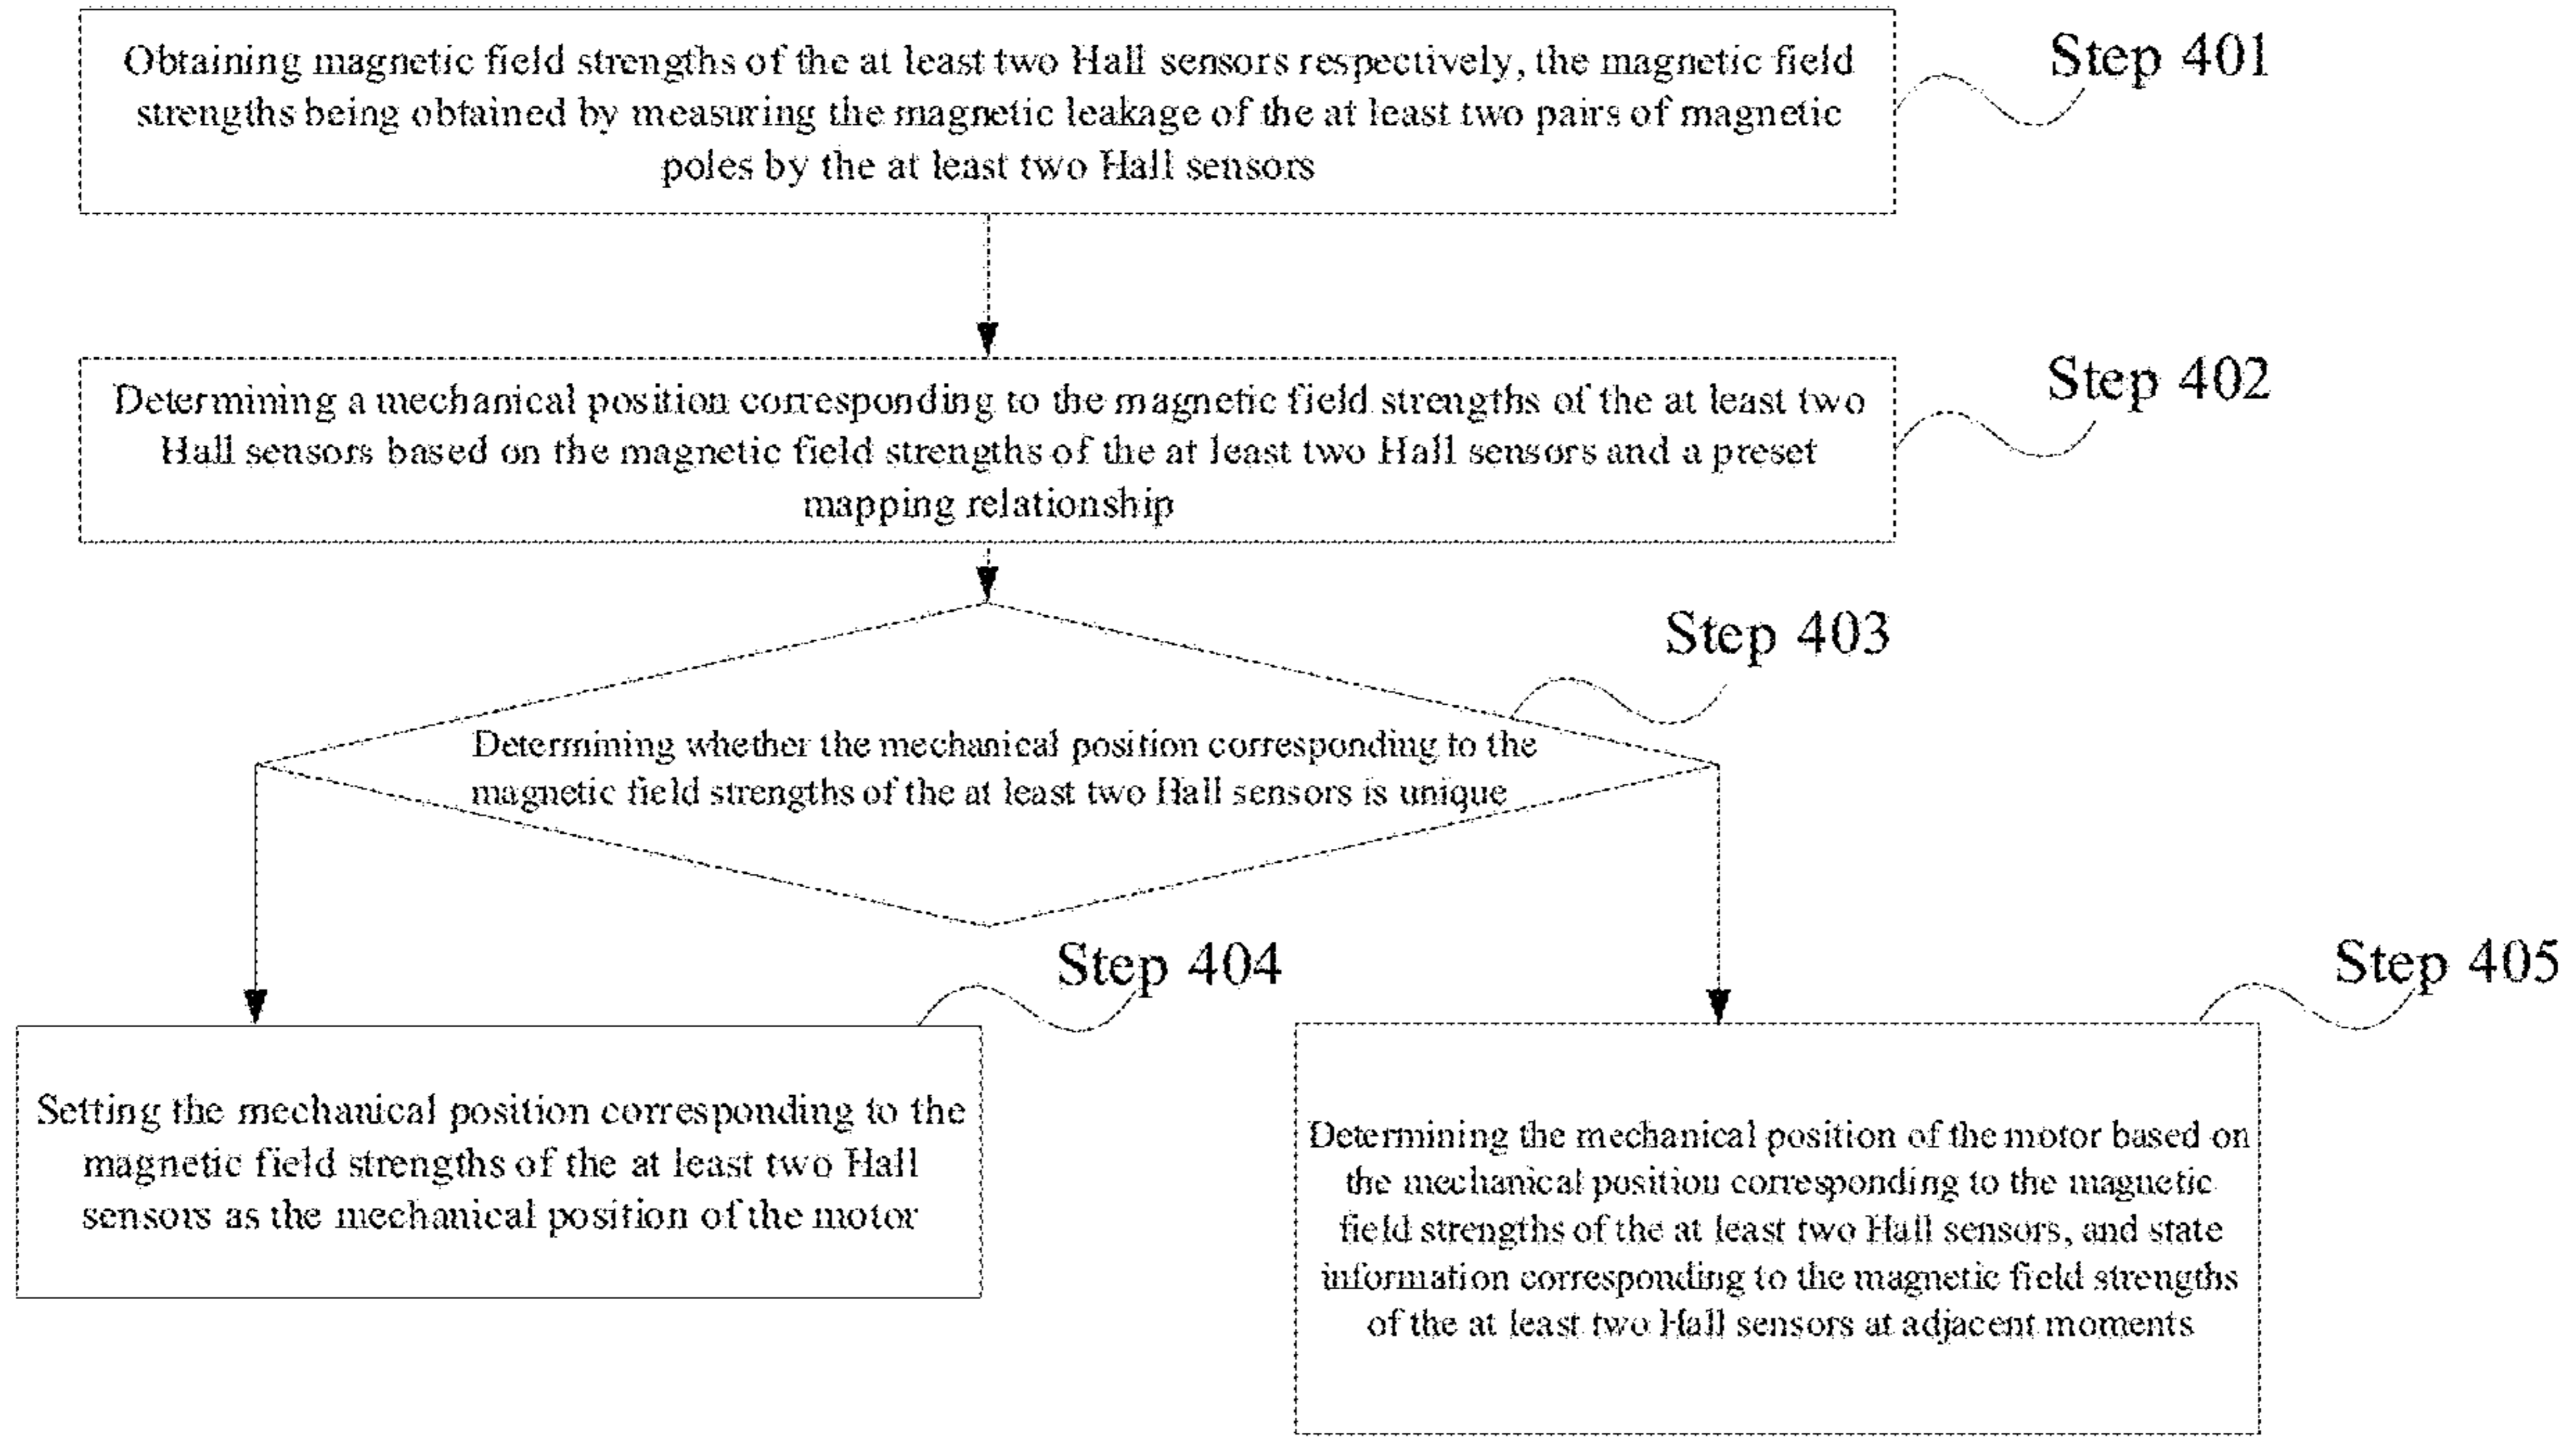 Obtaining magnetic field strengths of the at least two Hall sensors respectively, the magnetic field
strengths being obtained by measuring the magnetic leakage of the at least two pairs of magnetic
poles by the at least two Hall sensors
Step 401
Determining a mechanical position corresponding to the magnetic field strengths of the at least two
Hall sensors based on the magnetic field strengths of the at least two Hall sensors and a preset
mapping relationship
Step 402
Step 403
Determining whether the mechanical position corresponding to the
magnetic field strengths of the at least two Hall sensors is unique
Step 404
Setting the mechanical position corresponding to the
magnetic field strengths of the at least two Hall
sensors as the mechanical position of the motor
Step 405
Determining the mechanical position of the motor based on
the mechanical position corresponding to the magnetic
field strengths of the at least two Hall sensors, and state
information corresponding to the magnetic field strengths
of the at least two Hall sensors at adjacent moments